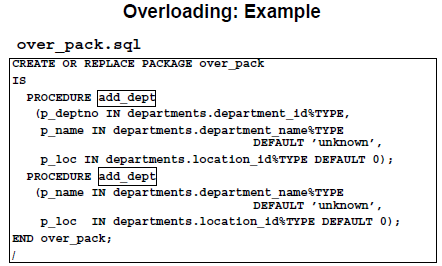 Overloading: Example
over_pack.sql
CREATE OR REPLACE PACKAGE over_pack
IS
PROCEDURE add_dept
(p_deptno IN departments.department_id%TYPE,
p_name IN departments.department_name%TYPE
DEFAULT ’unknown’,
p_loc IN departments.location_id%TYPE DEFAULT 0);
PROCEDURE add_dept
(p_name IN departments.department_name%TYPE
DEFAULT ’unknown’,
p_loc IN departments.location_id%TYPE DEFAULT 0);
END over_pack;
/